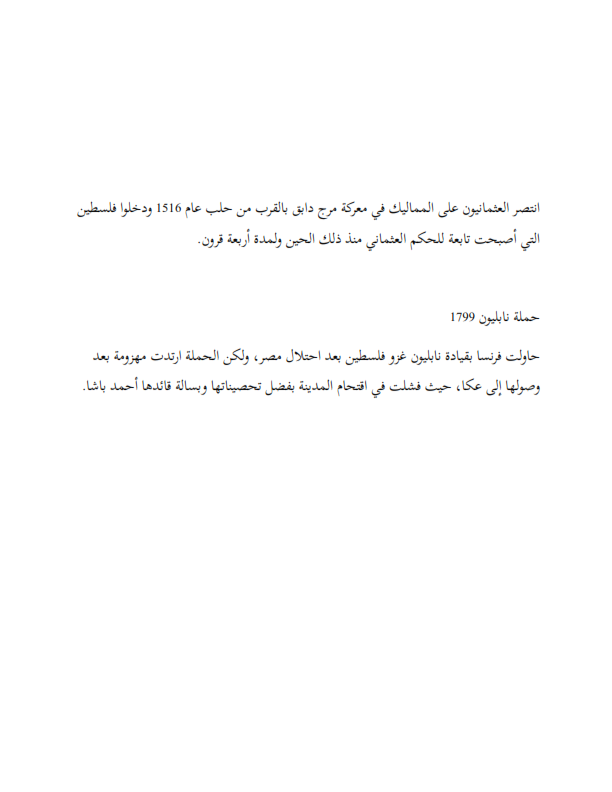 انتصر العثمانيون على المماليك في معركة مرج دابق بالقرب من حلب عام 1516 ودخلوا فلسطين
التي أصبحت تابعة للحكم العثماني منذ ذلك الحين ولمدة أربعة قرون.
حملة نابليون 1799
حاولت فرنسا بقيادة نابليون غزو فلسطين بعد احتلال مصر، ولكن الحملة ارتدت مهزومة بعد
وصولها إلى عكا، حيث فشلت في اقتحام المدينة بفضل تحصيناتها وبسالة قائدها أحمد باشا.